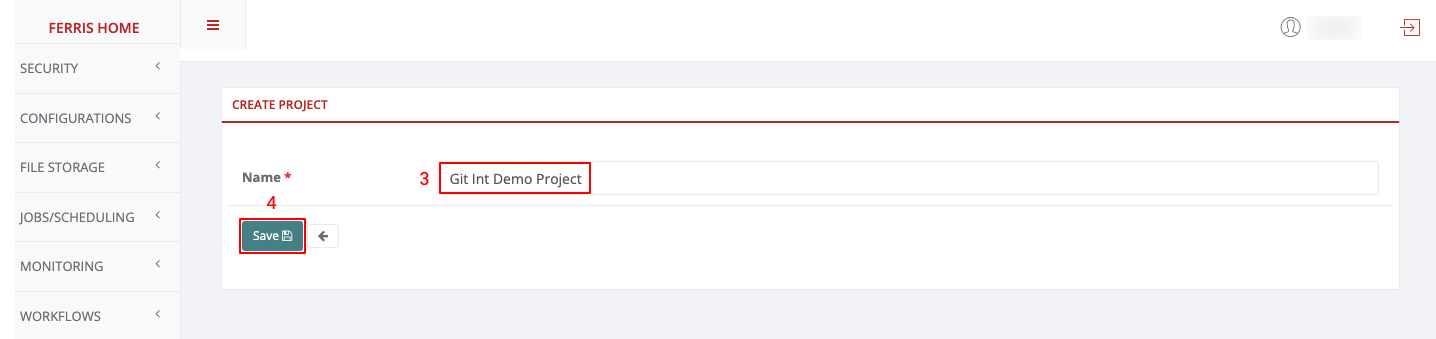 FERRIS HOME
SECURITY
CONFIGURATIONS
FILE STORAGE
JOBS/SCHEDULING
MONITORING
WORKFLOWS
CREATE PROJECT
Name * 3 Git Int Demo Project
4
Save